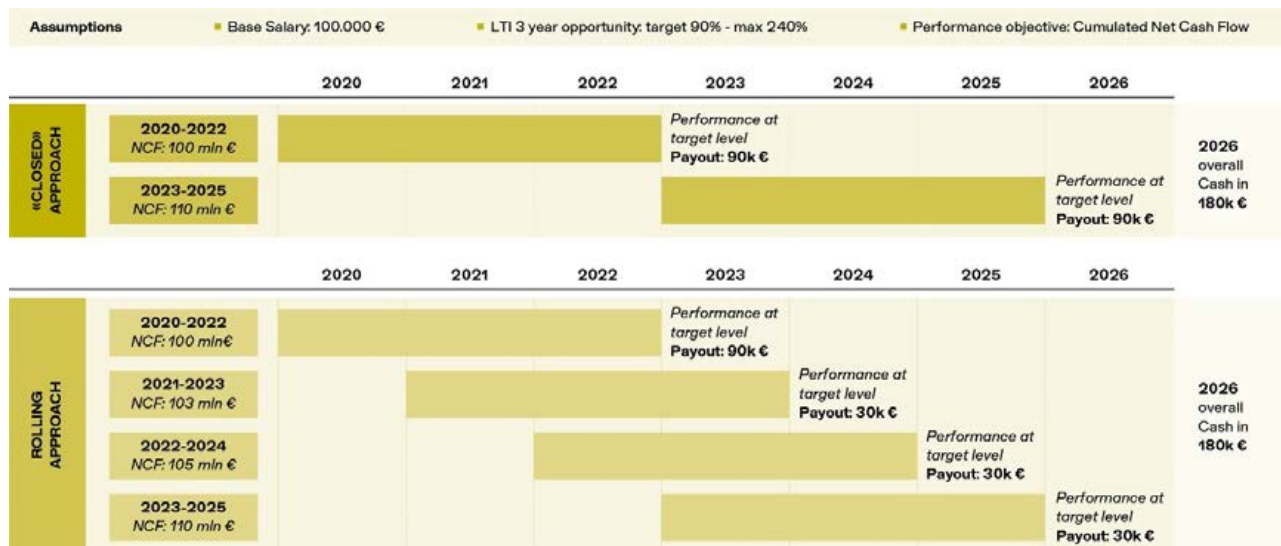 Assumptions
Base Salary: 100.000 €
LTI 3 year opportunity: target 90% - max 240%
Performance objective: Cumulated Net Cash Flow
2020 2021 2022 2023 2024 2025 2026
«CLOSED»
APPROACH
2020-2022
NCF: 100 mln €
Performance at
target level
Payout: 90k €
2023-2025
NCF: 110 mln €
Performance at
target level
Payout: 90k €
2026
overall
Cash in
180k €
2020 2021 2022 2023 2024 2025 2026
ROLLING
APPROACH
2020-2022
NCF: 100 mln€
Performance at
target level
Payout: 90k €
2021-2023
NCF: 103 mln €
Performance at
target level
Payout: 30k €
2022-2024
NCF: 105 mln €
Performance at
target level
Payout: 30k €
2023-2025
NCF: 110 mln €
Performance at
target level
Payout: 30k €
2026
overall
Cash in
180k €